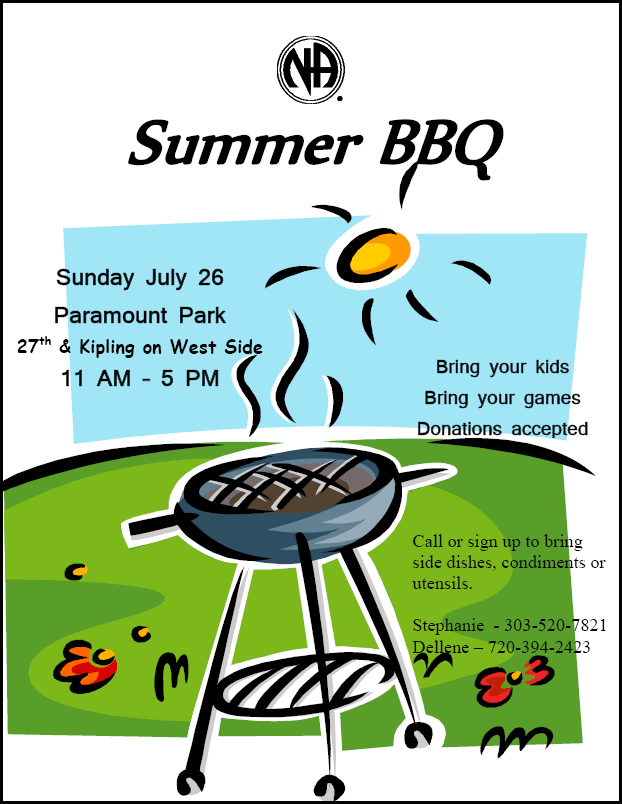 NA
Summer BBQ
Sunday July 26
Paramount Park
27th & Kipling on West Side
11 AM - 5 PM
Bring your kids
Bring your games
Donations accepted
Call or sign up to bring
side dishes, condiments or
utensils.
Stephanie - 303-520-7821
Dellene – 720-394-2423